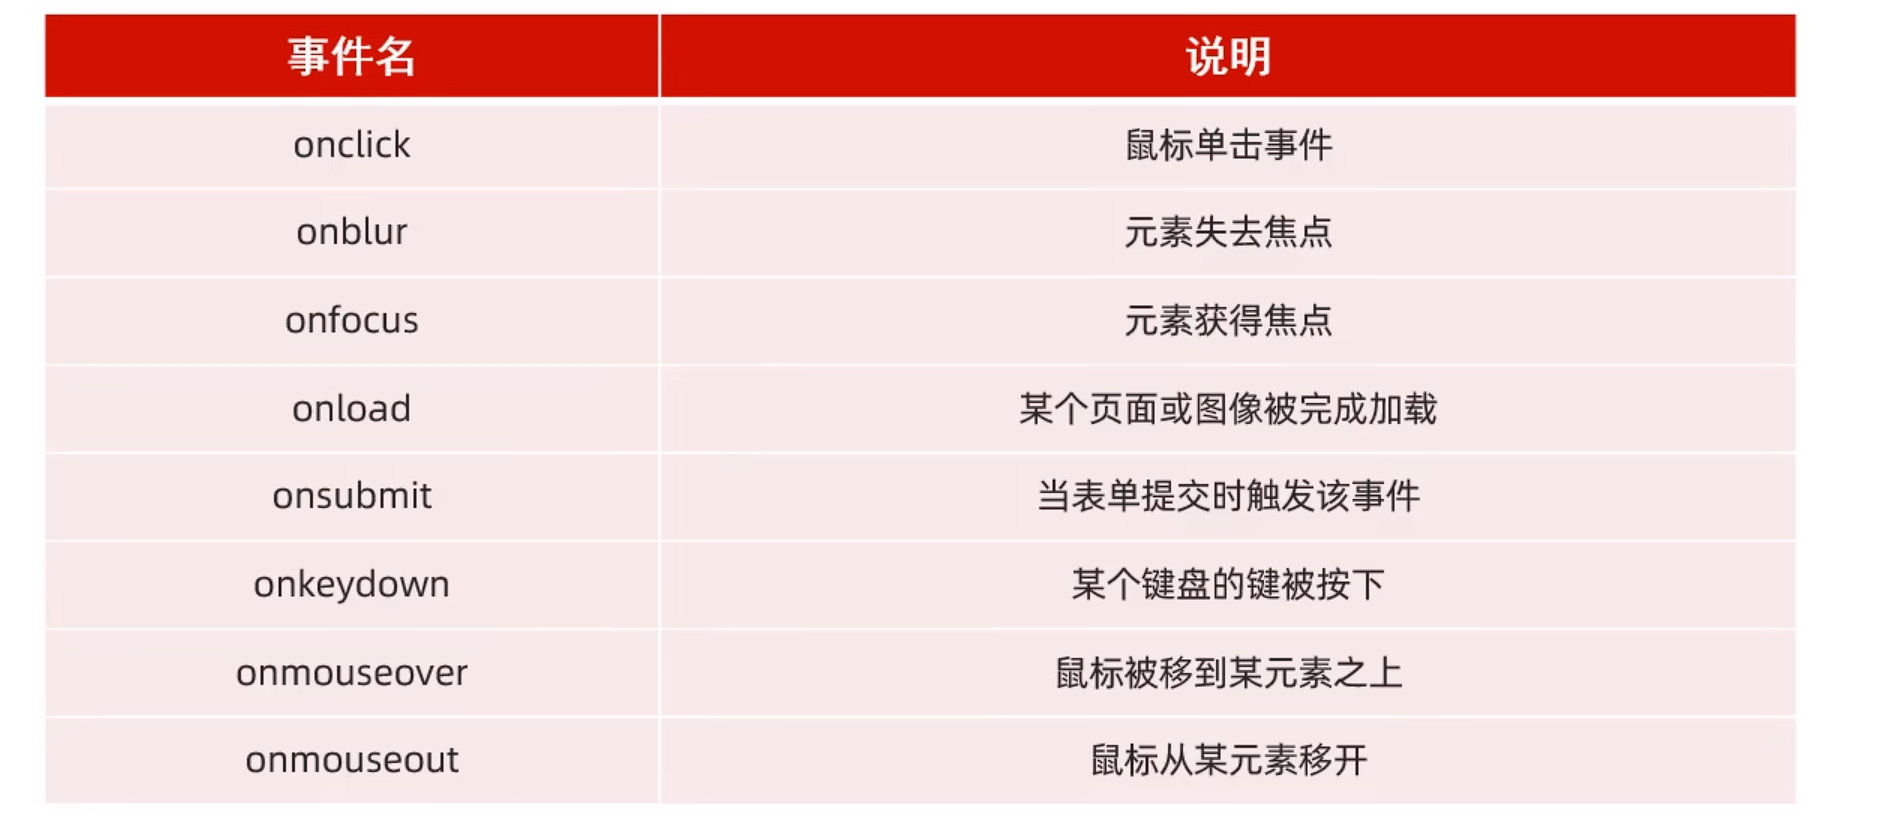 事件名 说明
onclick 鼠标单击事件
onblur 元素失去焦点
onfocus 元素获得焦点
onload 某个页面或图像被完成加载
onsubmit 当表单提交时触发该事件
onkeydown 某个键盘的键被按下
onmouseover 鼠标被移到某元素之上
onmouseout 鼠标从某元素移开